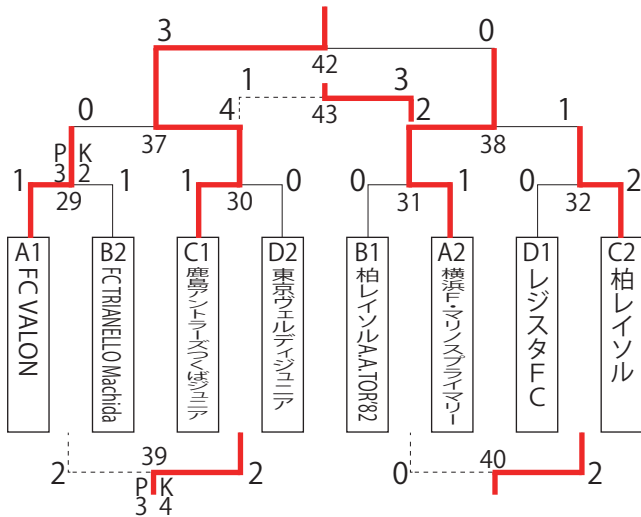 3 0
42
1 3
43
0 4 2 1
37 38
P K
3 2
1 1 1 0 0 1 0 2
29 30 31 32
A1 B2 C1 D2 B1 A2 D1 C2
FC VALON
FC TRIANELLO Machida
鹿島アントラーズつくばジュニア
東京ヴェルディジュニア
柏レイソルA.A.TOR'82
横浜F・マリノスプライマリー
レジスタFC
柏レイソル
39 40
2 2 0 2
P K
3 4